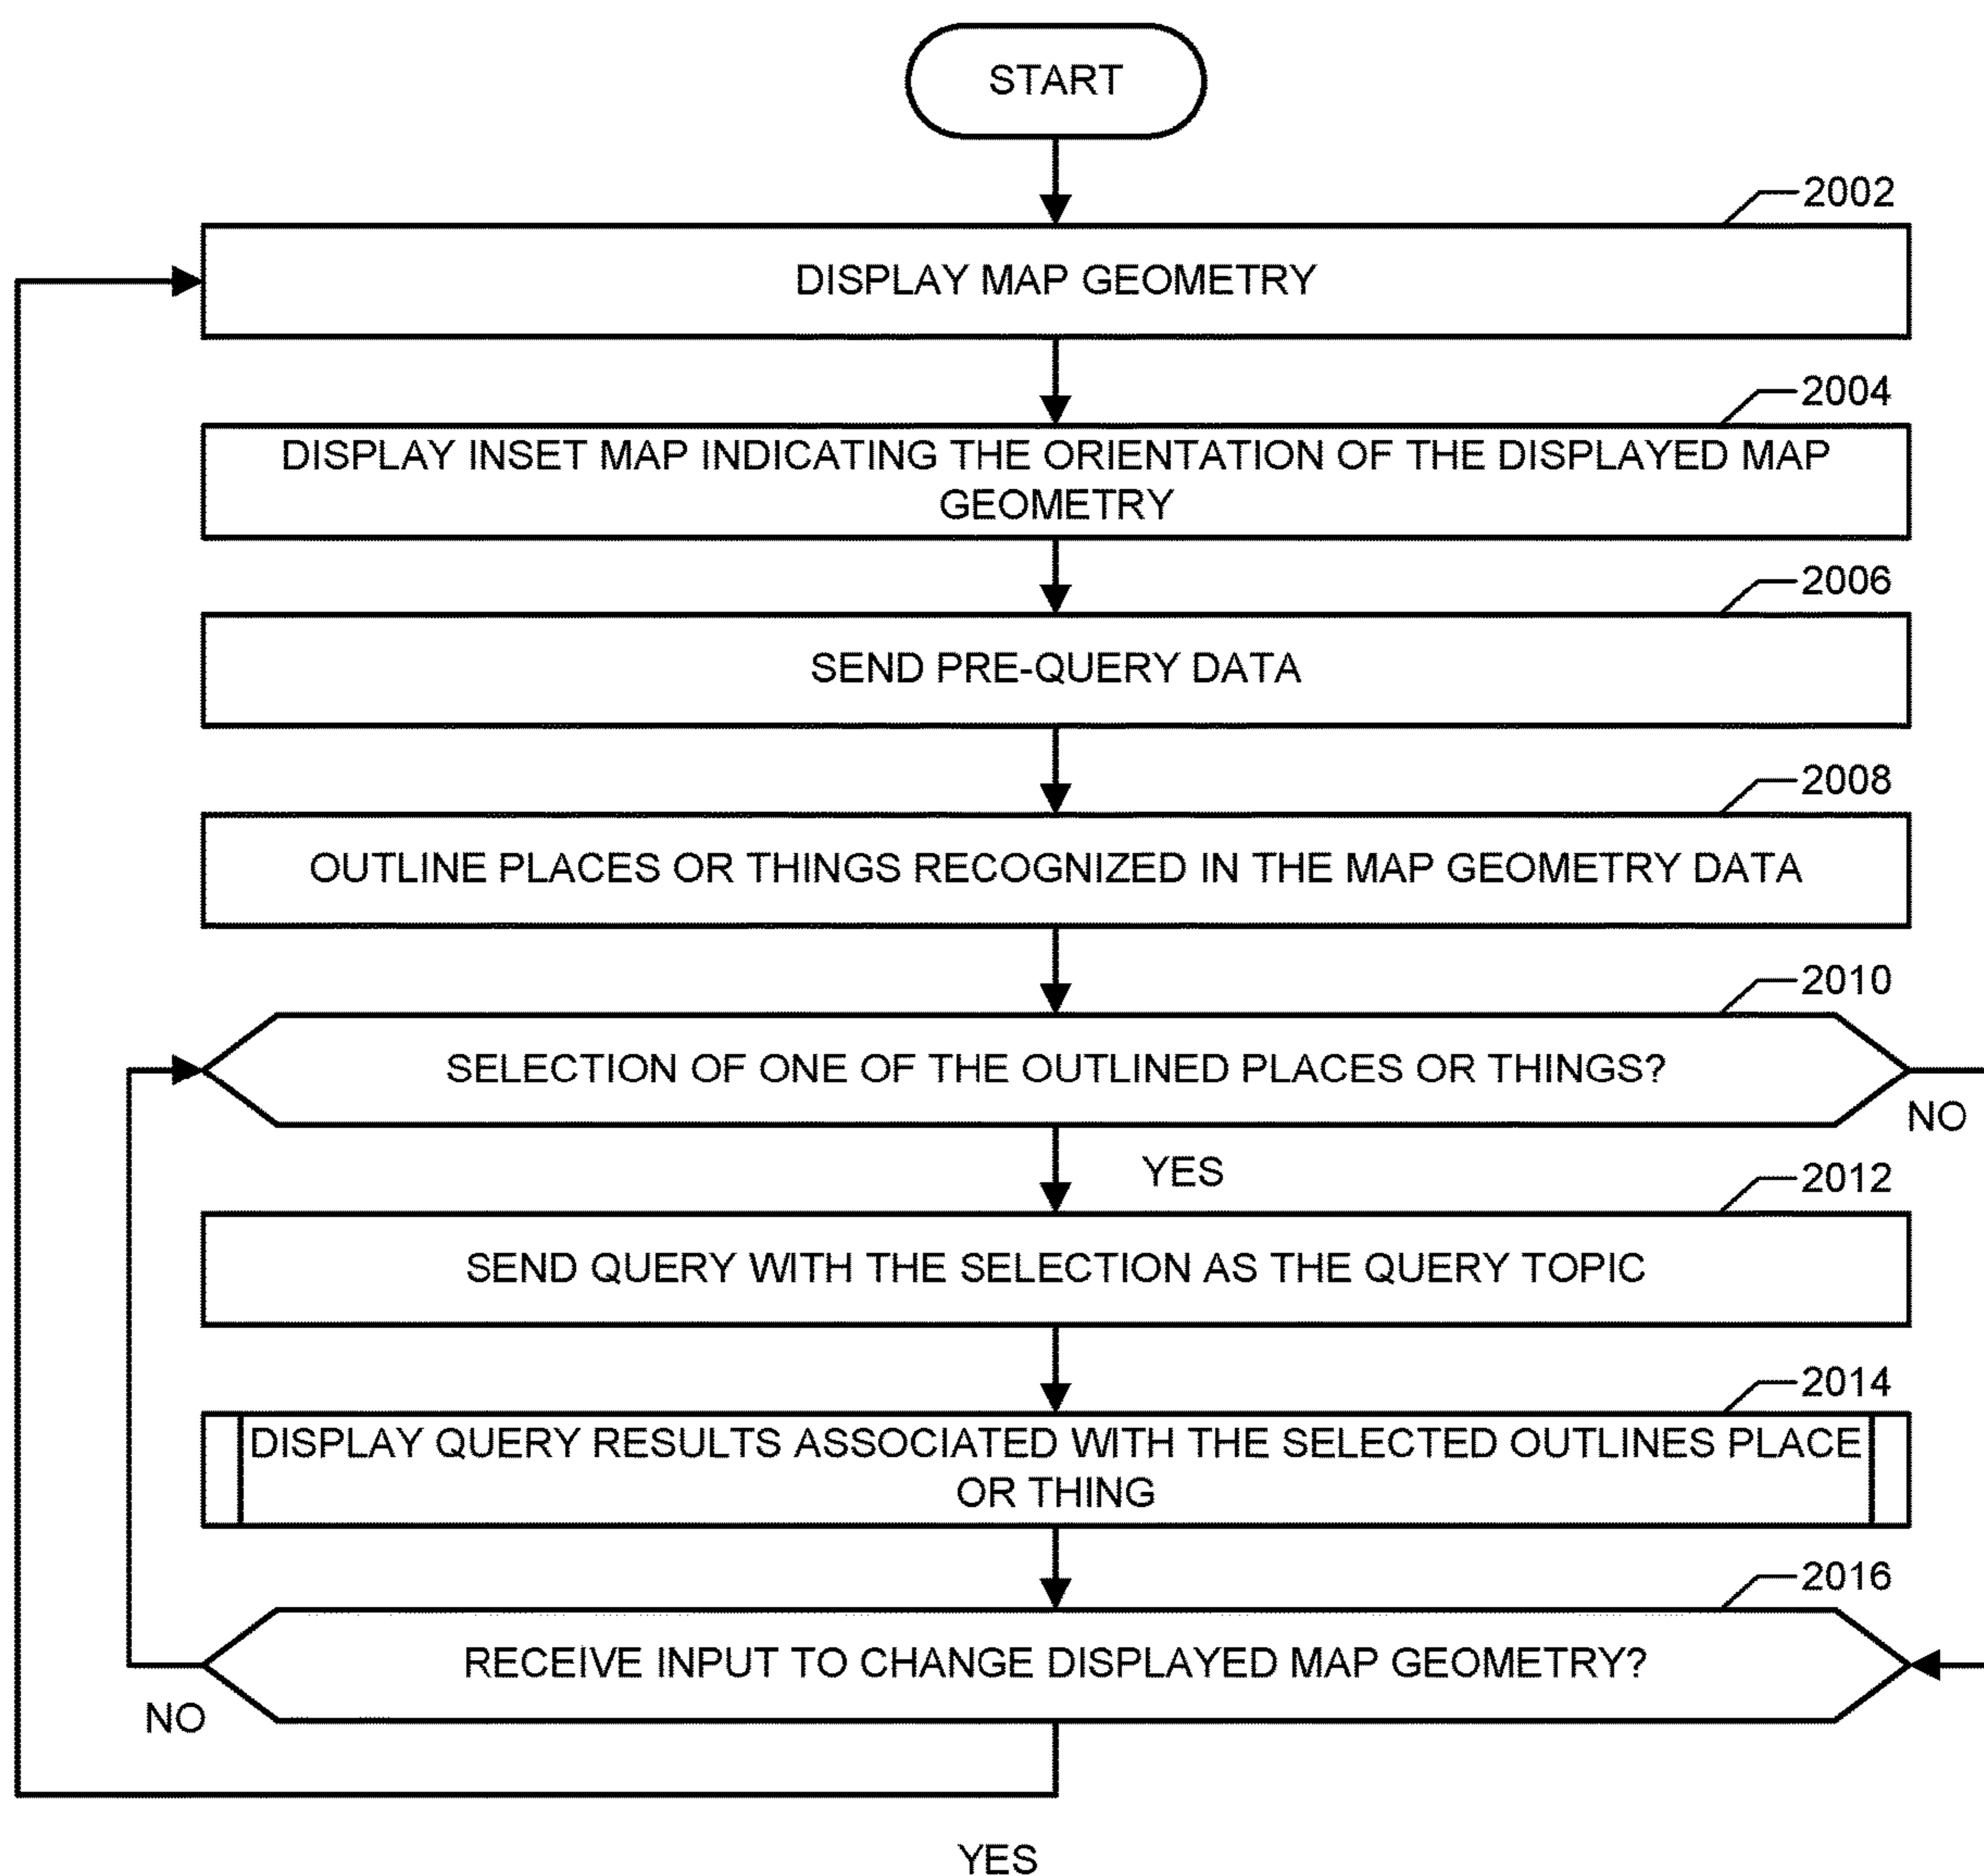 START
2002
DISPLAY MAP GEOMETRY
2004
DISPLAY INSET MAP INDICATING THE ORIENTATION OF THE DISPLAYED MAP
GEOMETRY
2006
SEND PRE-QUERY DATA
2008
OUTLINE PLACES OR THINGS RECOGNIZED IN THE MAP GEOMETRY DATA
2010
SELECTION OF ONE OF THE OUTLINED PLACES OR THINGS?
NO
YES
2012
SEND QUERY WITH THE SELECTION AS THE QUERY TOPIC
2014
DISPLAY QUERY RESULTS ASSOCIATED WITH THE SELECTED OUTLINES PLACE
OR THING
2016
RECEIVE INPUT TO CHANGE DISPLAYED MAP GEOMETRY?
NO
YES